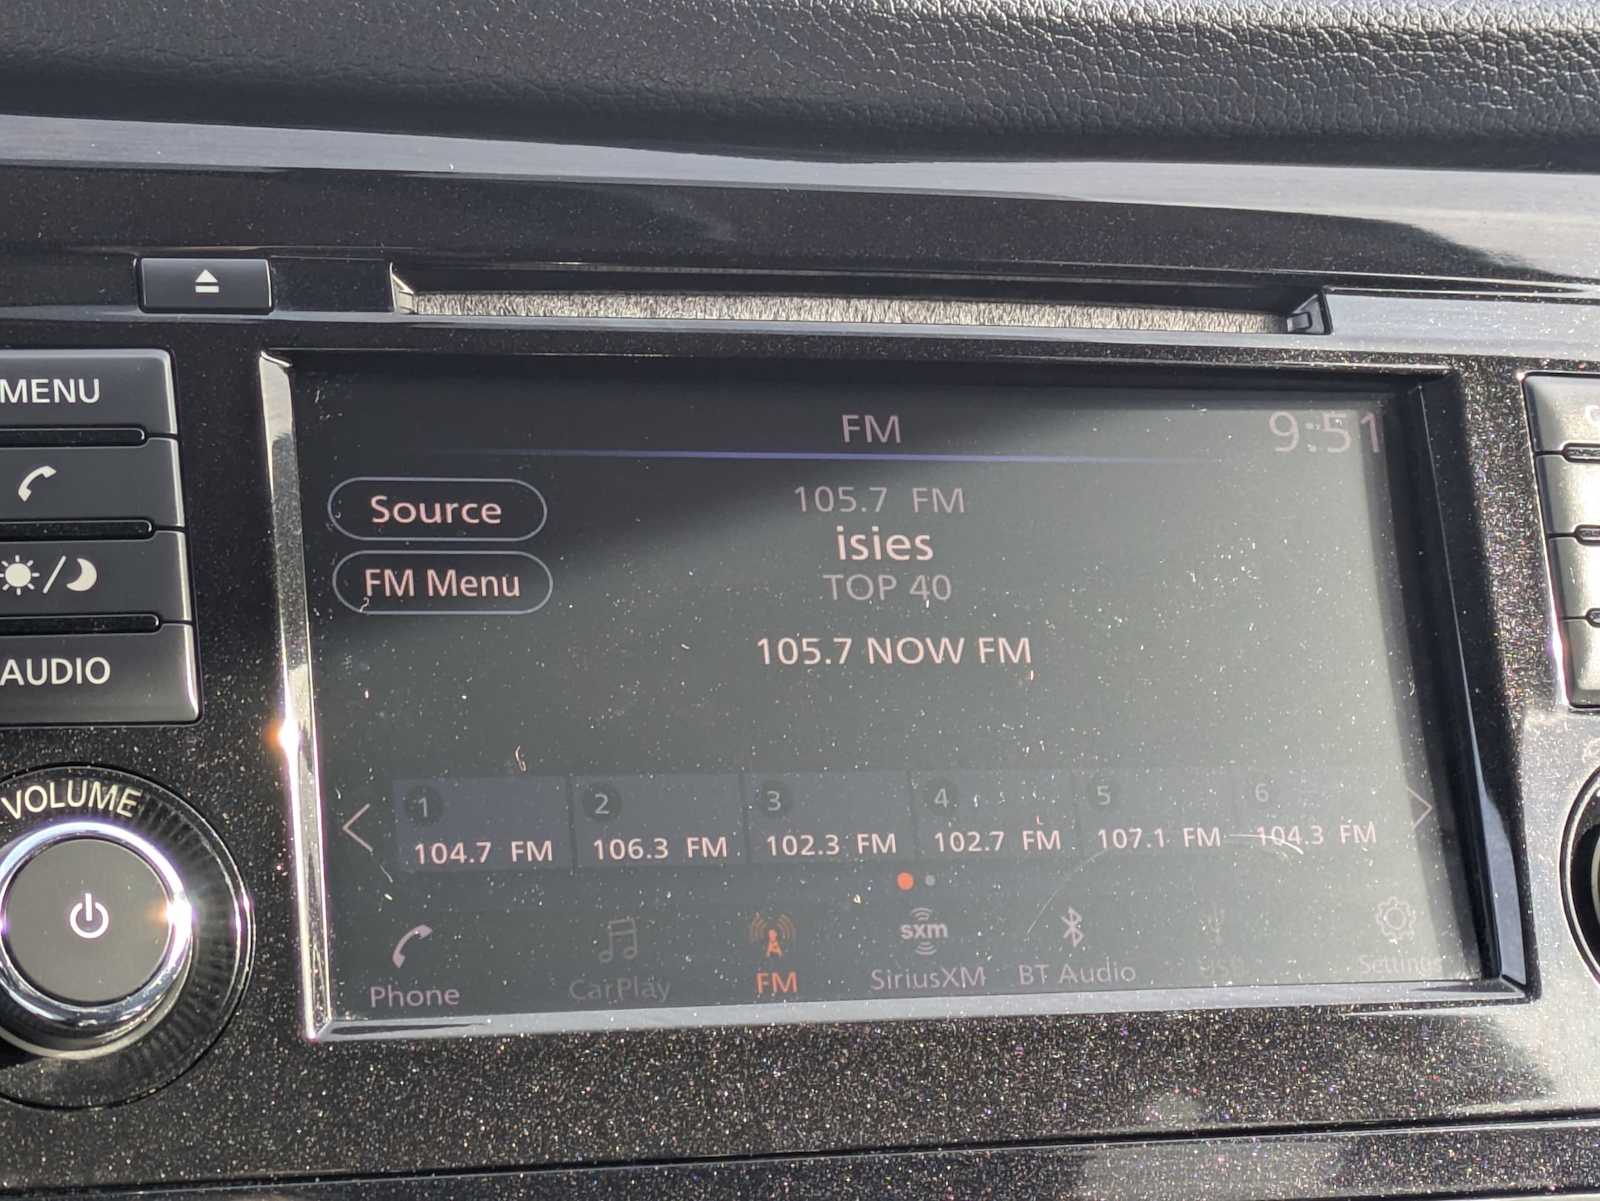 MENU
AUDIO
VOLUME
FM
9:51
Source
105.7 FM
isies
FM Menu
TOP 40
105.7 NOW FM
1
2
3
4
5
6
104.7 FM
106.3 FM
102.3 FM
102.7 FM
107.1 FM
104.3 FM
sxm
Phone
CarPlay
FM
SiriusXM
BT Audio
USB
Settings